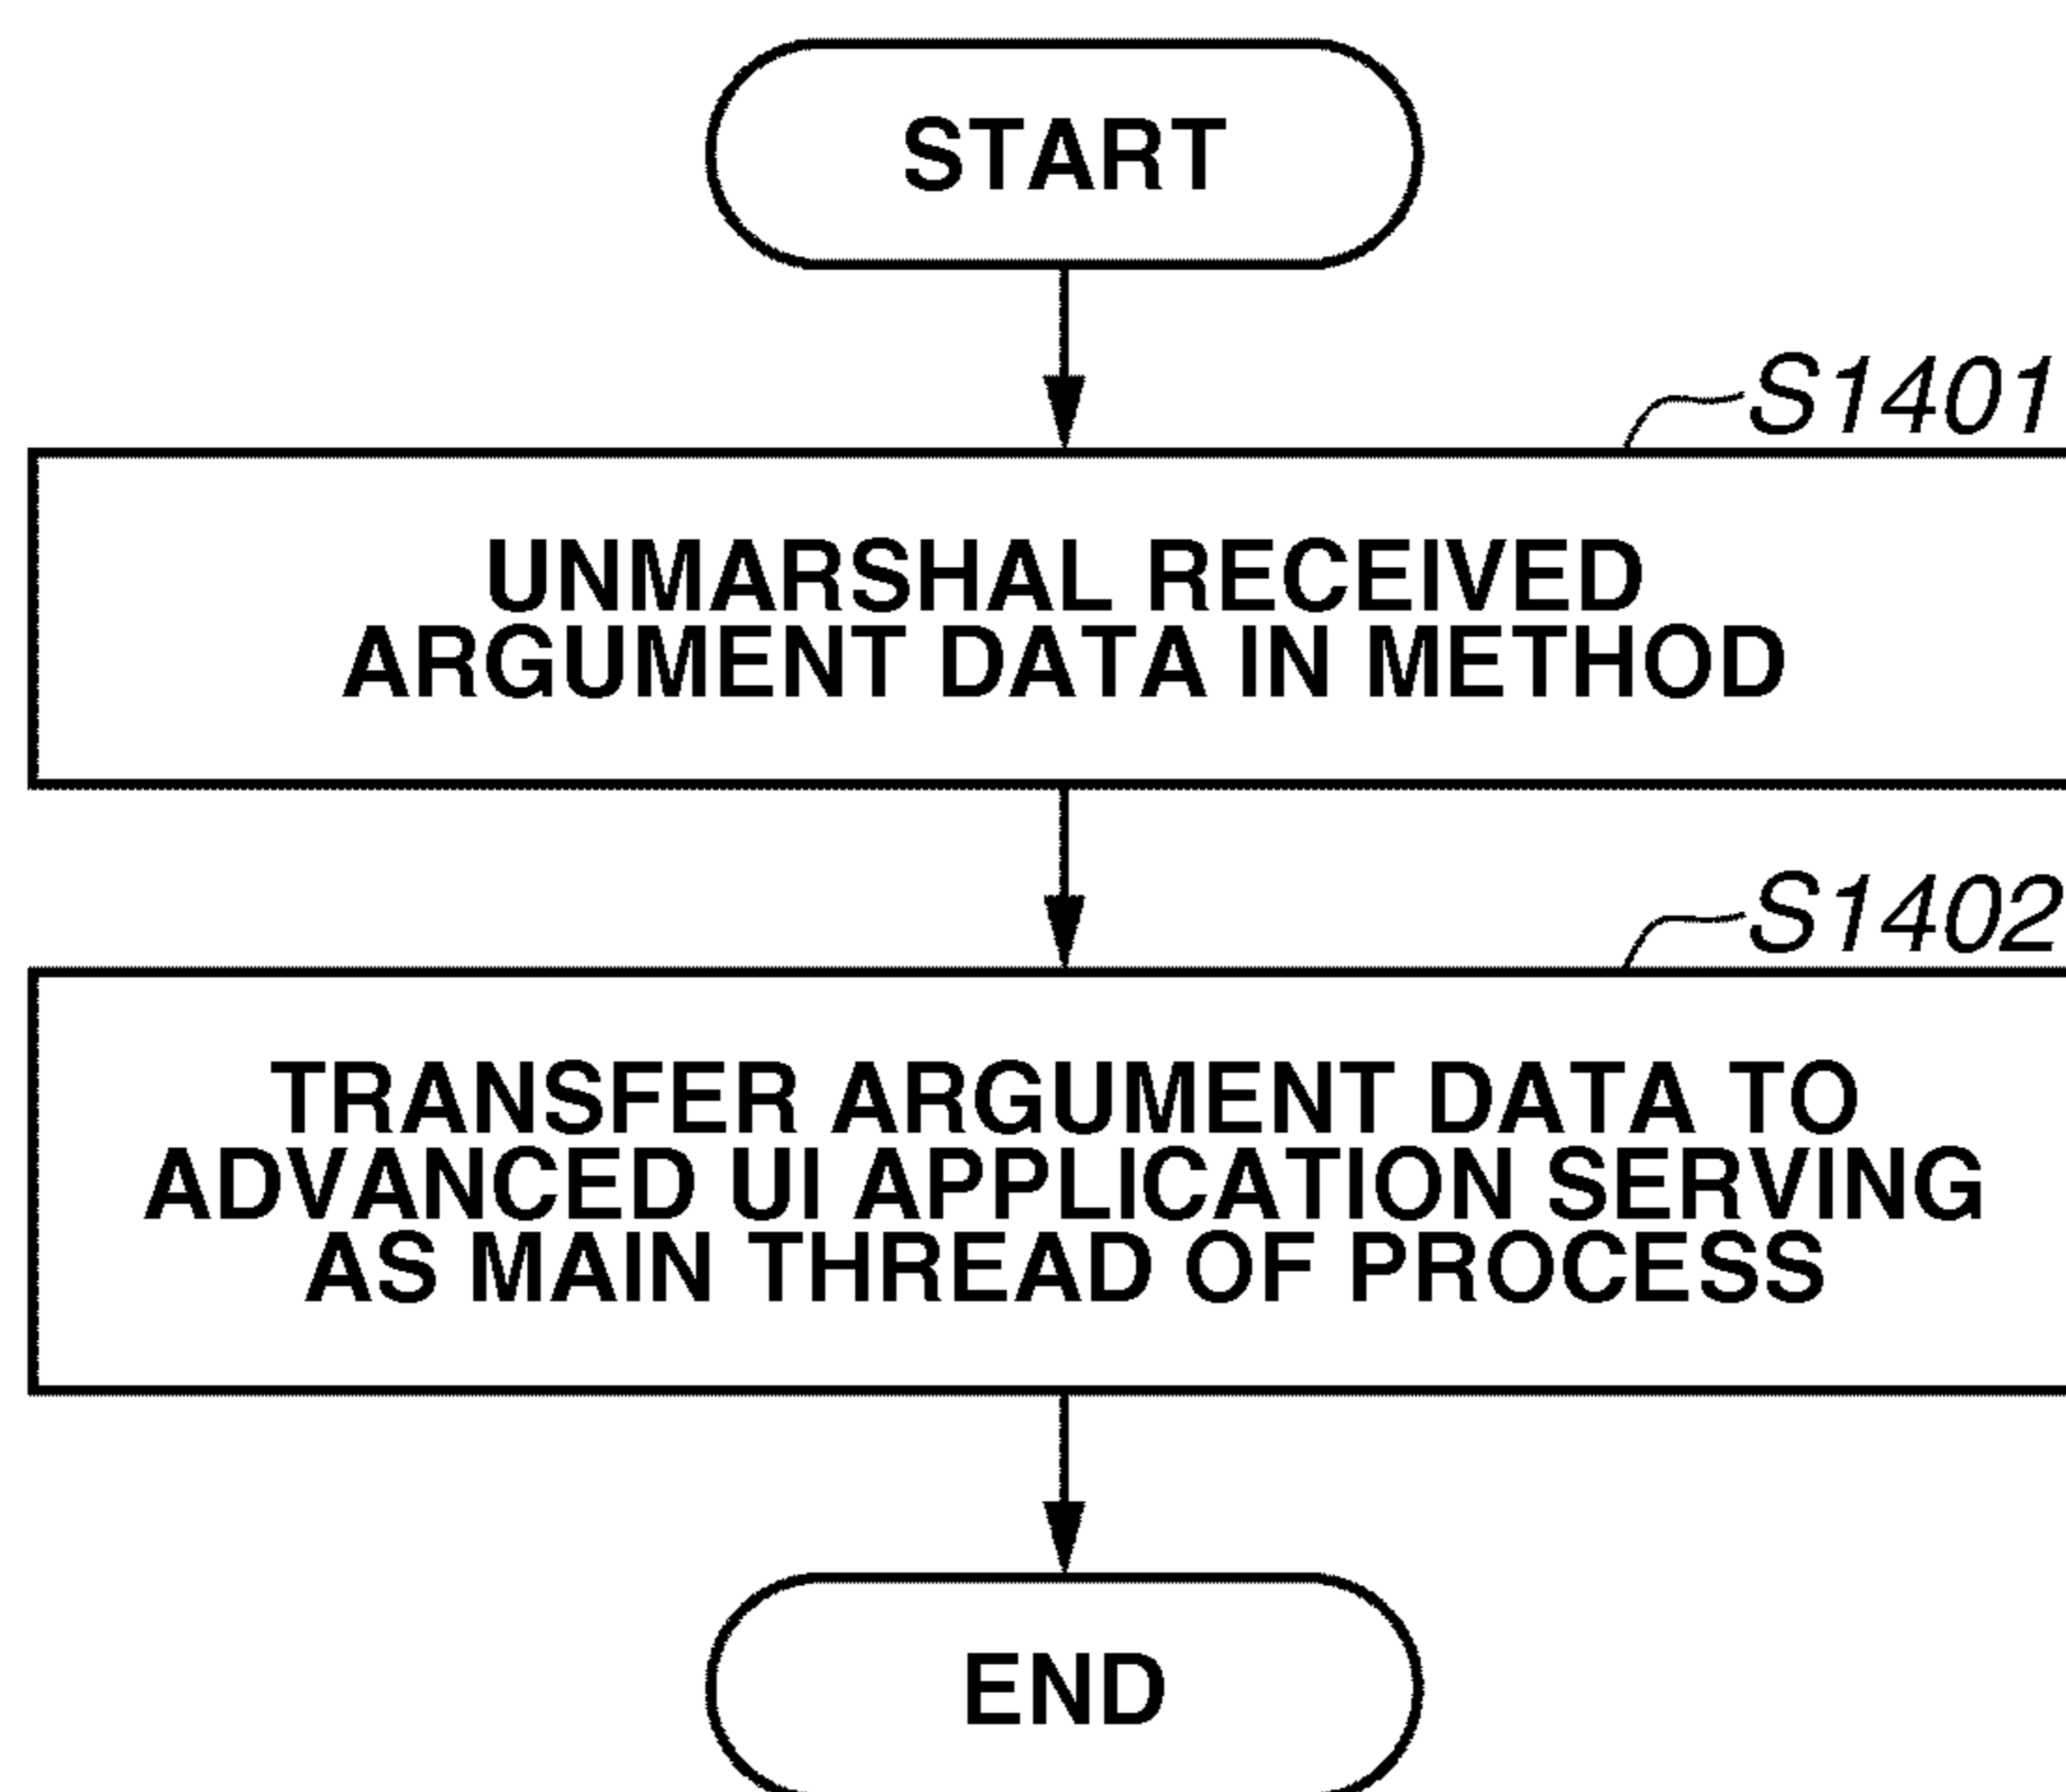 START
S1401
UNMARSHAL RECEIVED
ARGUMENT DATA IN METHOD
S1402
TRANSFER ARGUMENT DATA TO
ADVANCED UI APPLICATION SERVING
AS MAIN THREAD OF PROCESS
END